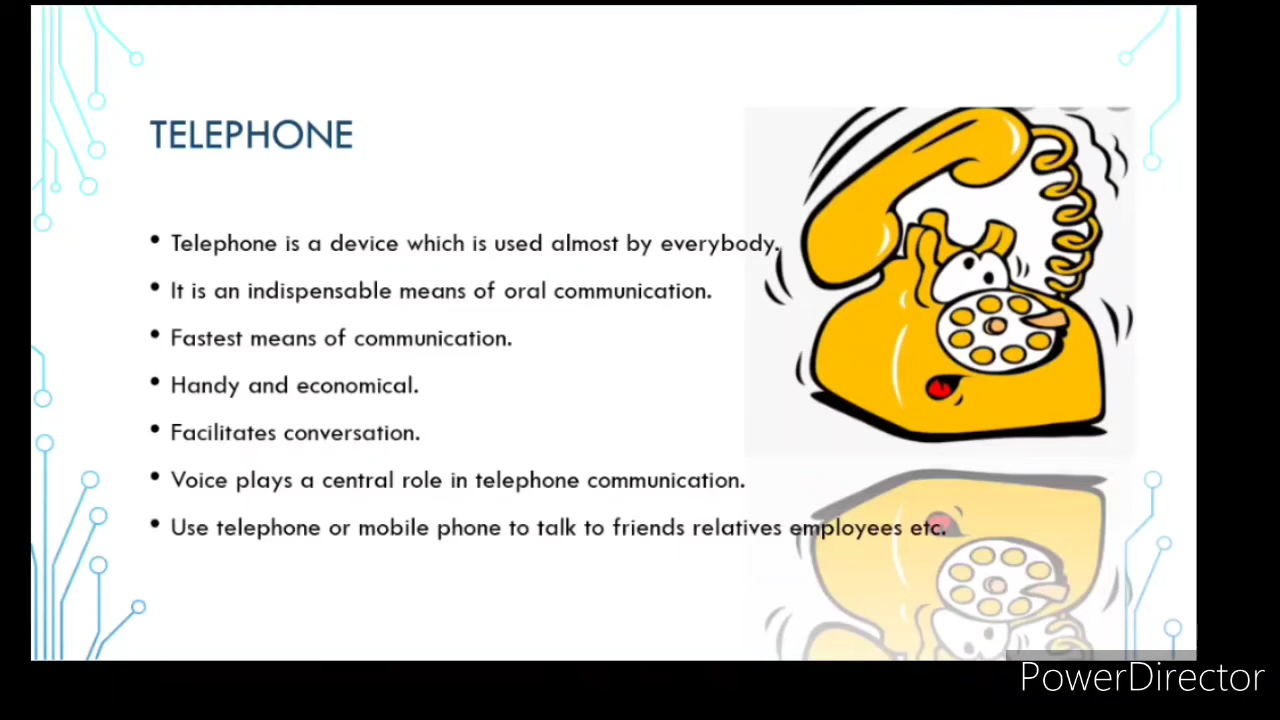 TELEPHONE
• Telephone is a device which is used almost by everybody.
• It is an indispensable means of oral communication.
• Fastest means of communication.
• Handy and economical.
• Facilitates conversation.
• Voice plays a central role in telephone communication.
• Use telephone or mobile phone to talk to friends relatives employees etc.
PowerDirector